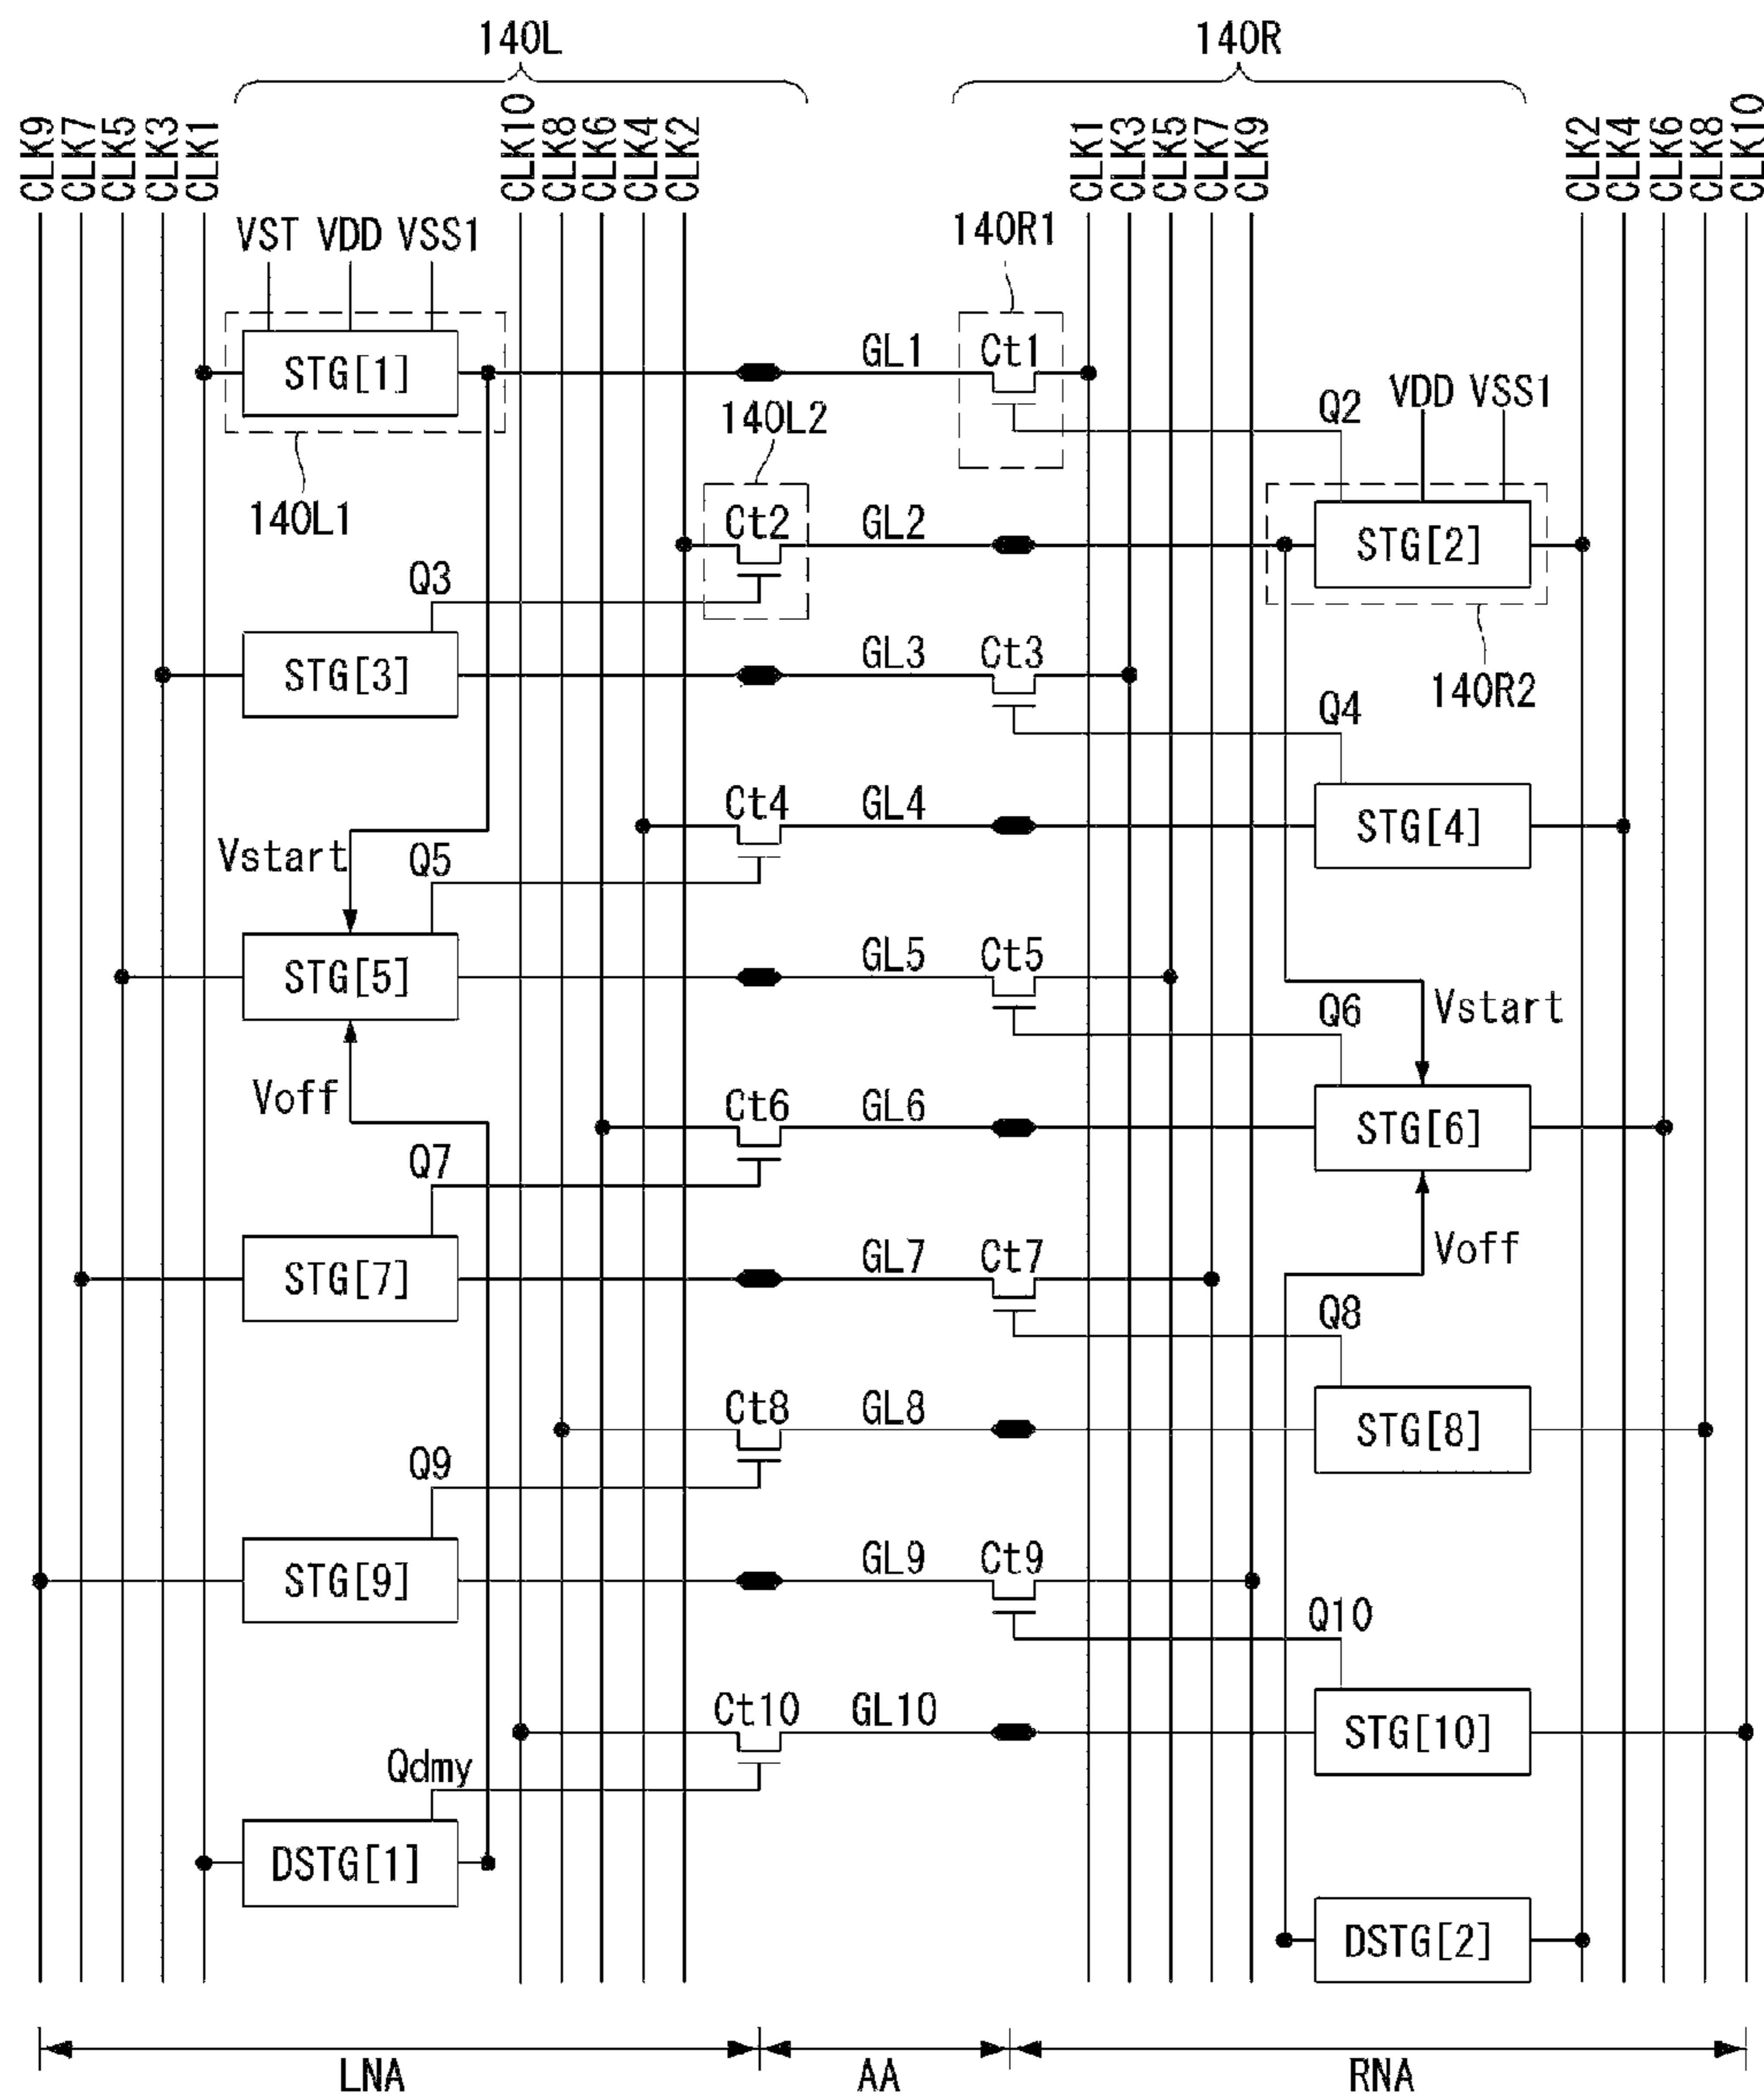 140L 140R
CLK9 CLK7 CLK5 CLK3 CLK1 CLK10 CLK8 CLK6 CLK4 CLK2 CLK1 CLK3 CLK5 CLK7 CLK9 CLK2 CLK4 CLK6 CLK8 CLK10
VST VDD VSS1 140R1
STG[1] GL1 Ct1
140L2 Q2 VDD VSS1
140L1 Ct2 GL2 STG[2]
Q3
STG[3] GL3 Ct3
140R2
Q4
Ct4 GL4 STG[4]
Vstart Q5
STG[5] GL5 Ct5
Q6 Vstart
Voff Ct6 GL6 STG[6]
Q7
STG[7] GL7 Ct7 Voff
Q8
Ct8 GL8 STG[8]
Q9
STG[9] GL9 Ct9
Q10
Ct10 GL10 STG[10]
Qdmy
DSTG[1]
DSTG[2]
LNA AA RNA